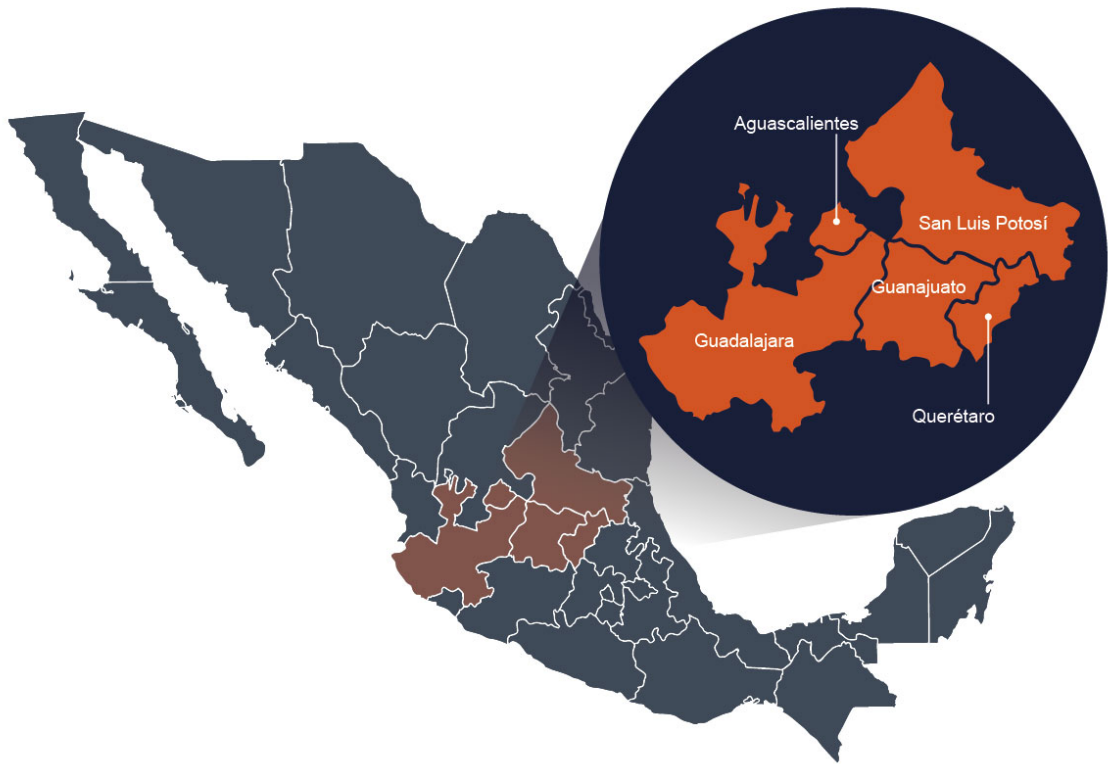 Aguascalientes
San Luis Potosí
Guanajuato
Guadalajara
Querétaro